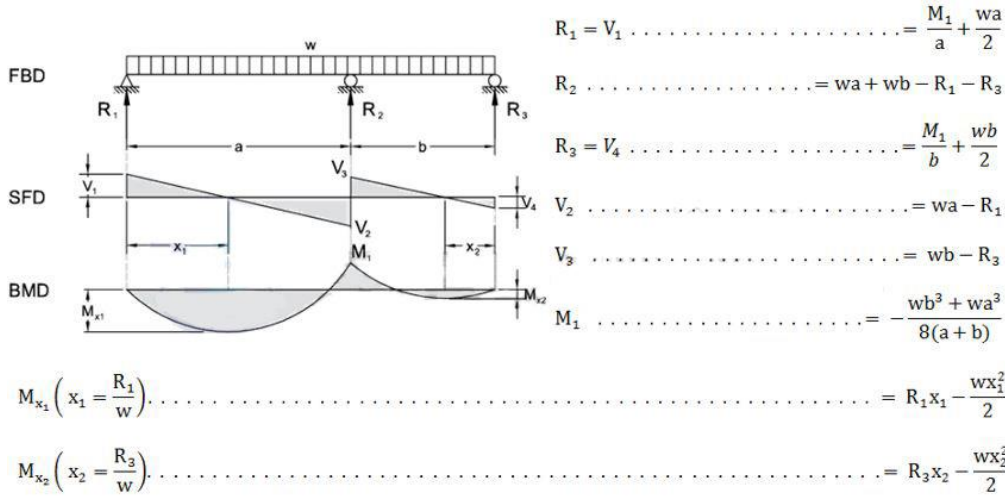 w
FBD
R₁
R₂
R₃
a
b
SFD
V₁
V₃
V₂
V₄
x₁
x₂
BMD
M₁
Mₓ₁
Mₓ₂
R₁ = V₁ . . . . . . . . . . . . . . . . . . . . . . = M₁/a + wa/2
R₂ . . . . . . . . . . . . . . . . . . . = wa + wb − R₁ − R₃
R₃ = V₄ . . . . . . . . . . . . . . . . . . . . . . = M₁/b + wb/2
V₂ . . . . . . . . . . . . . . . . . . . . . . . . . . = wa − R₁
V₃ . . . . . . . . . . . . . . . . . . . . . . . . . = wb − R₃
M₁ . . . . . . . . . . . . . . . . . . . . . = − (wb³ + wa³)/8(a + b)
Mₓ₁ ( x₁ = R₁/w ). . . . . . . . . . . . . . . . . . . . . . . . . . . . . . . . . . . . . . . . = R₁x₁ − wx₁²/2
Mₓ₂ ( x₂ = R₃/w ). . . . . . . . . . . . . . . . . . . . . . . . . . . . . . . . . . . . . . . . = R₃x₂ −